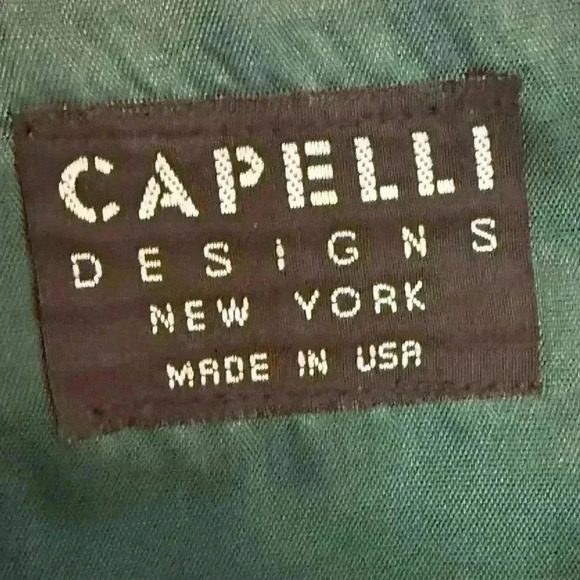 CAPELLI
DESIGNS
NEW YORK
MADE IN USA